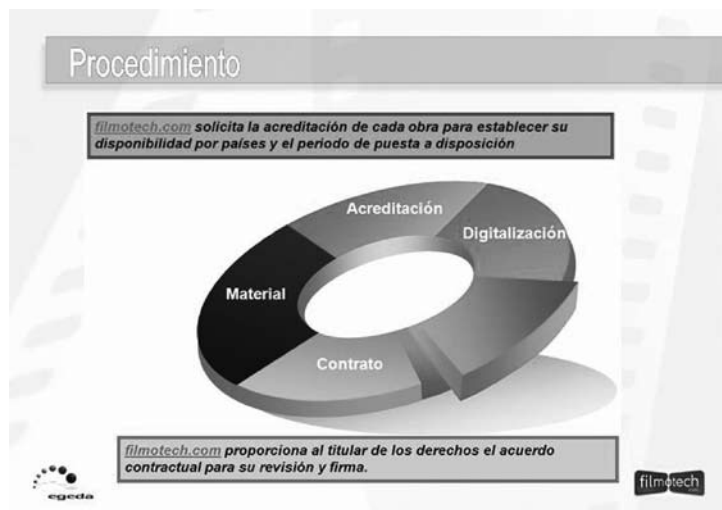 Procedimiento
filmotech.com solicita la acreditación de cada obra para establecer su
disponibilidad por países y el periodo de puesta a disposición
Acreditación
Digitalización
Material
Contrato
filmotech.com proporciona al titular de los derechos el acuerdo
contractual para su revisión y firma.
egeda
filmotech
.com